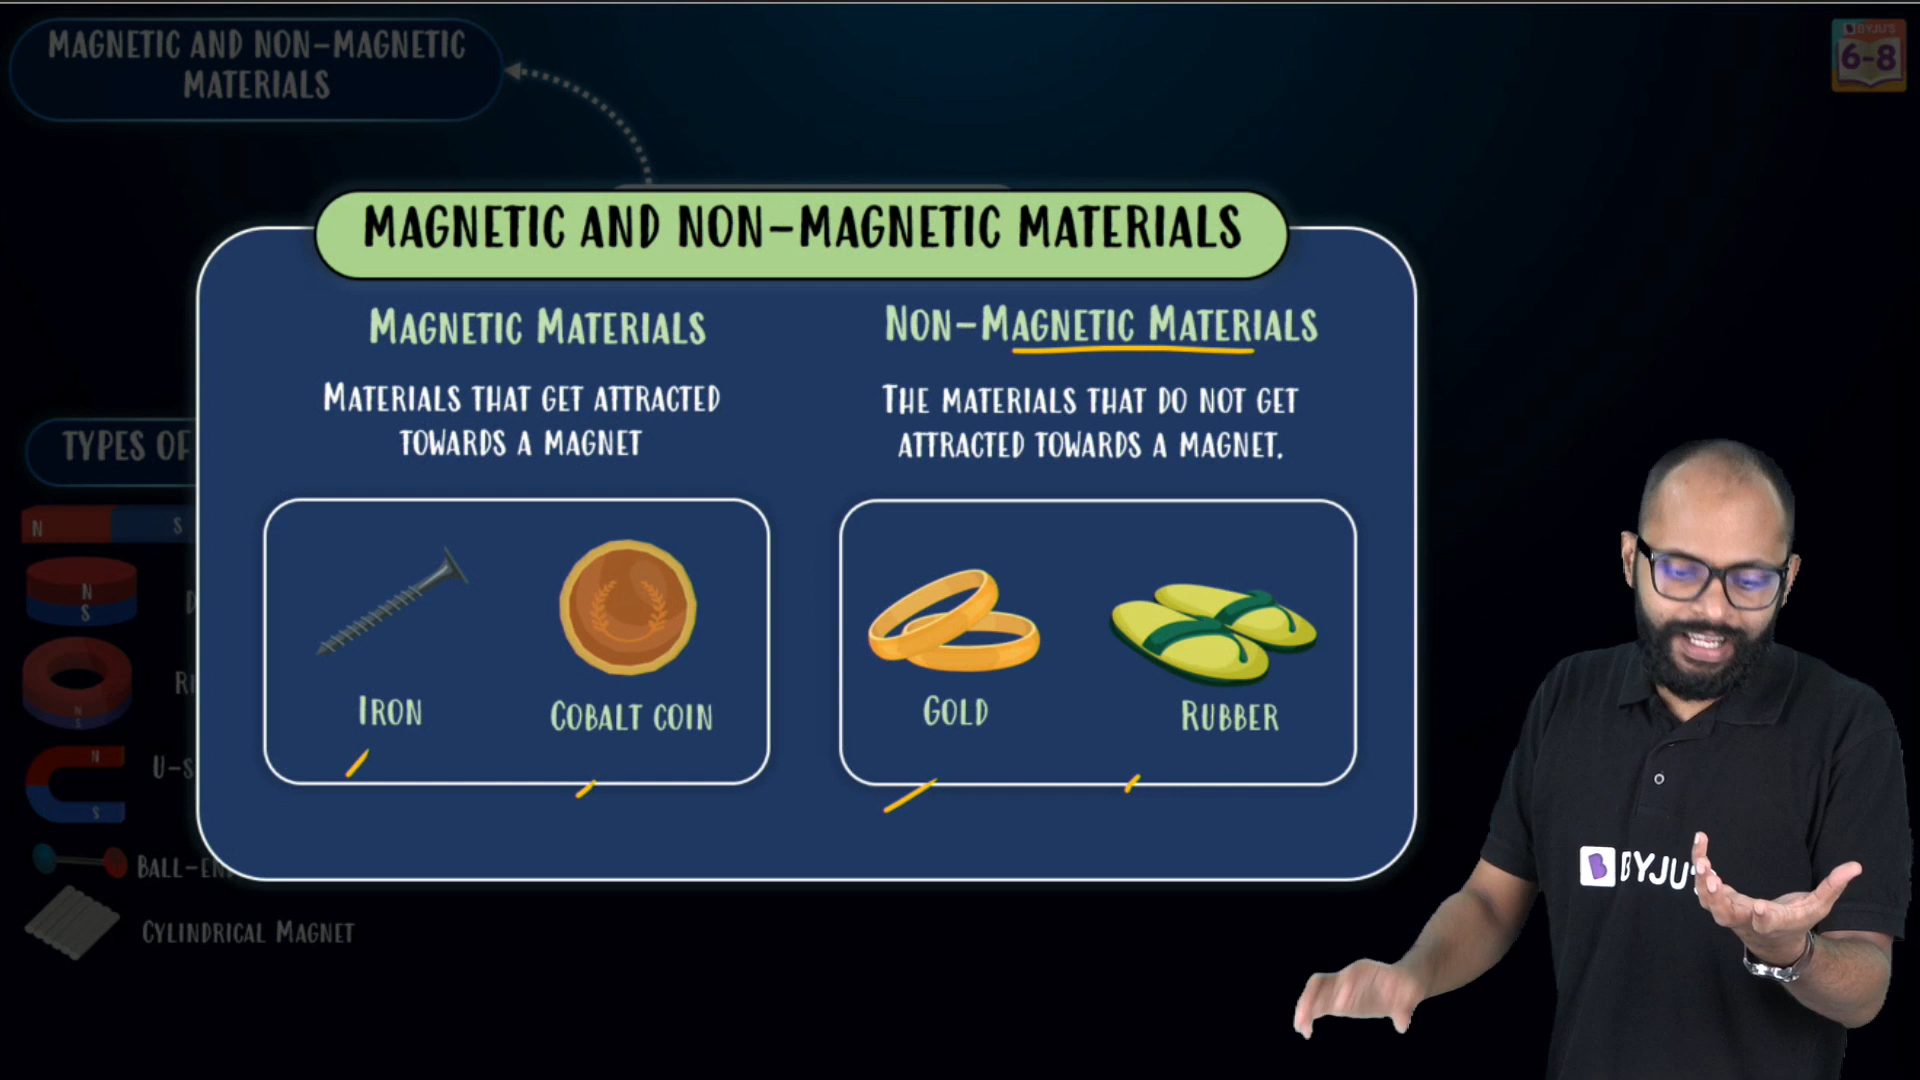 MAGNETIC AND NON-MAGNETIC
MATERIALS
BYJU'S
6-8
MAGNETIC AND NON-MAGNETIC MATERIALS
MAGNETIC MATERIALS
MATERIALS THAT GET ATTRACTED
TOWARDS A MAGNET
IRON
COBALT COIN
NON-MAGNETIC MATERIALS
THE MATERIALS THAT DO NOT GET
ATTRACTED TOWARDS A MAGNET.
GOLD
RUBBER
TYPES OF
N S
N
S
N
S
N
U-S
S
BALL-EN
CYLINDRICAL MAGNET
BYJU'S